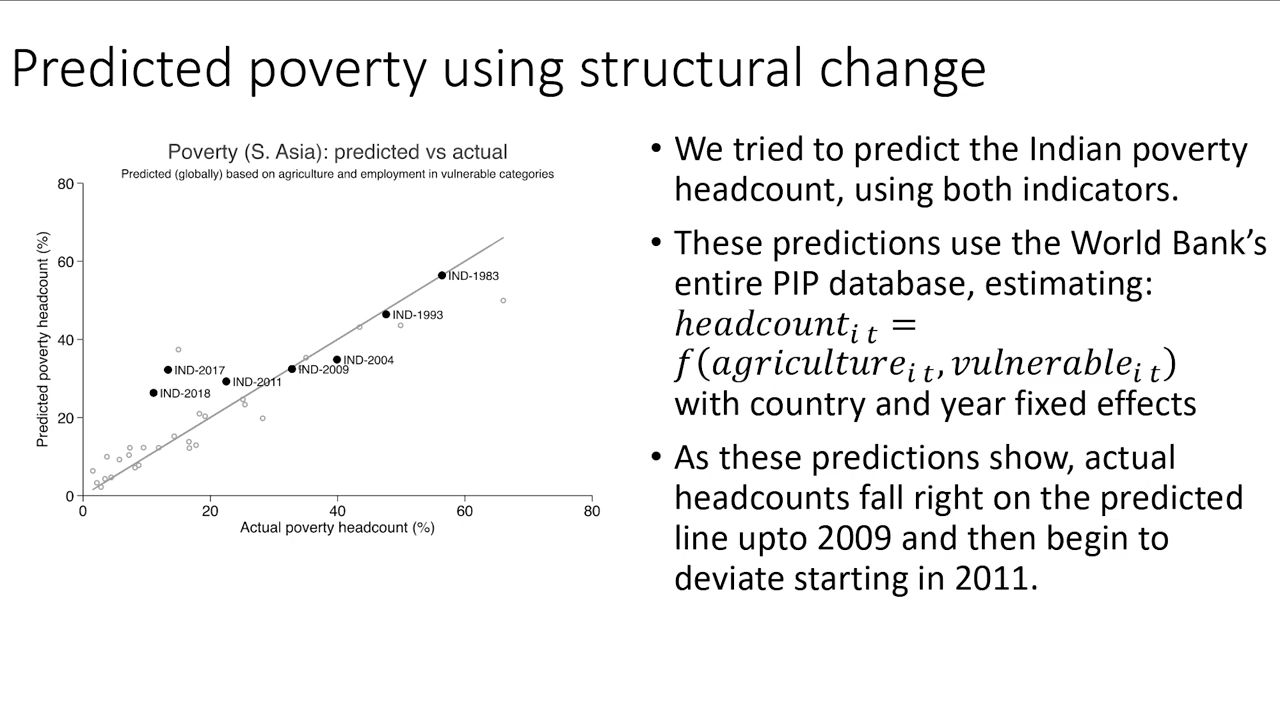 Predicted poverty using structural change
Poverty (S. Asia): predicted vs actual
Predicted (globally) based on agriculture and employment in vulnerable categories
Predicted poverty headcount (%)
80
60
40
20
0
IND-1983
IND-1993
IND-2004
IND-2009
IND-2017
IND-2011
IND-2018
0 20 40 60 80
Actual poverty headcount (%)
• We tried to predict the Indian poverty
headcount, using both indicators.
• These predictions use the World Bank’s
entire PIP database, estimating:
headcount_{i t} =
f(agriculture_{i t}, vulnerable_{i t})
with country and year fixed effects
• As these predictions show, actual
headcounts fall right on the predicted
line upto 2009 and then begin to
deviate starting in 2011.